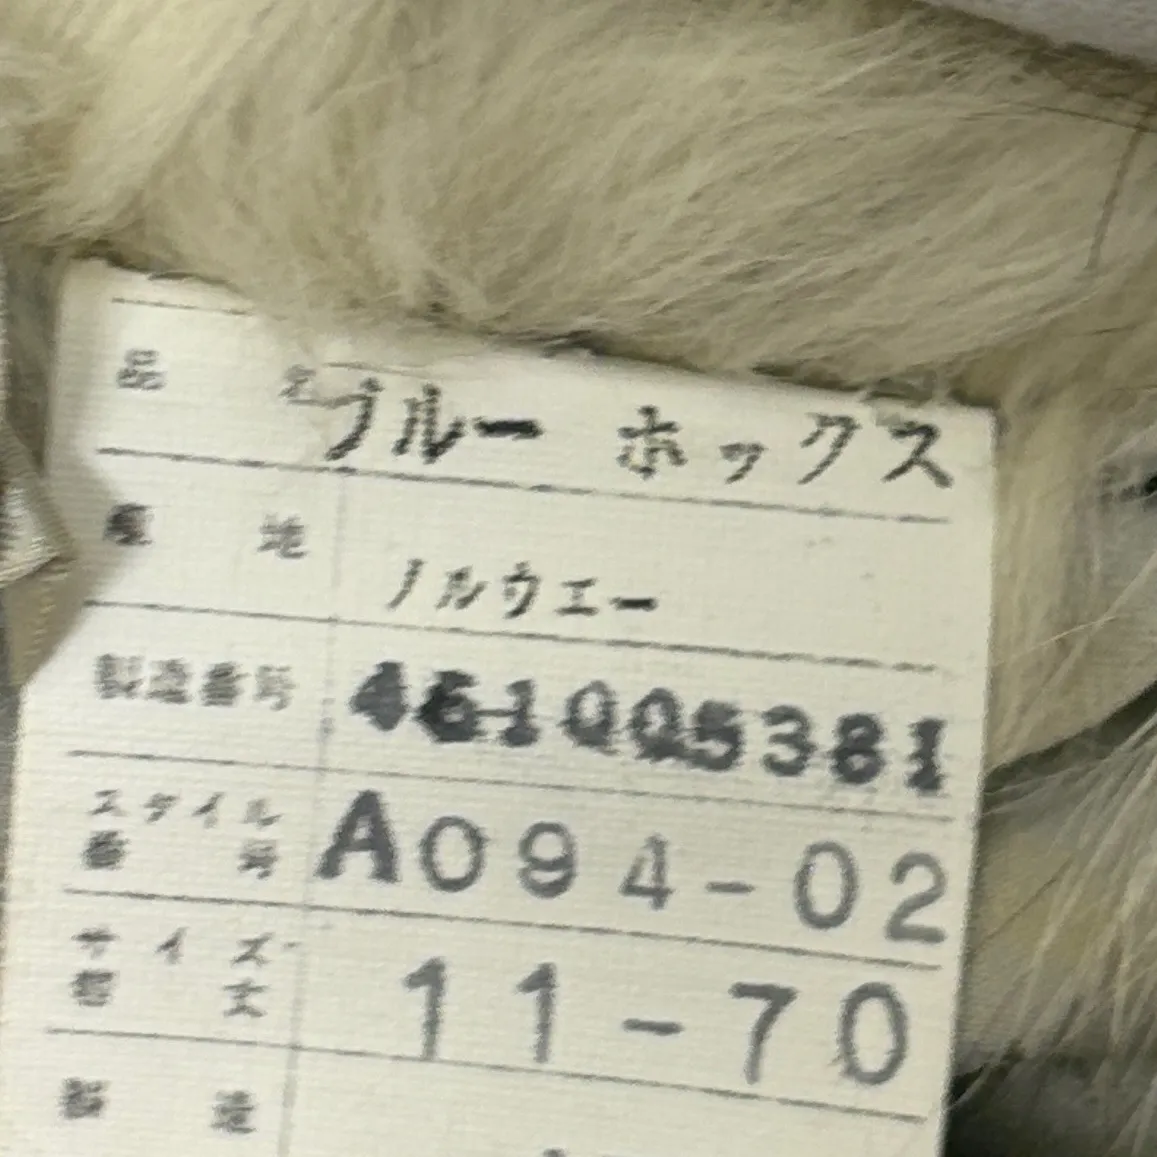 品名 ブルー ホックス
産地 ノルウエー
製造番号 461005381
スタイル番号 A094-02
サイズ総丈 11-70
製造